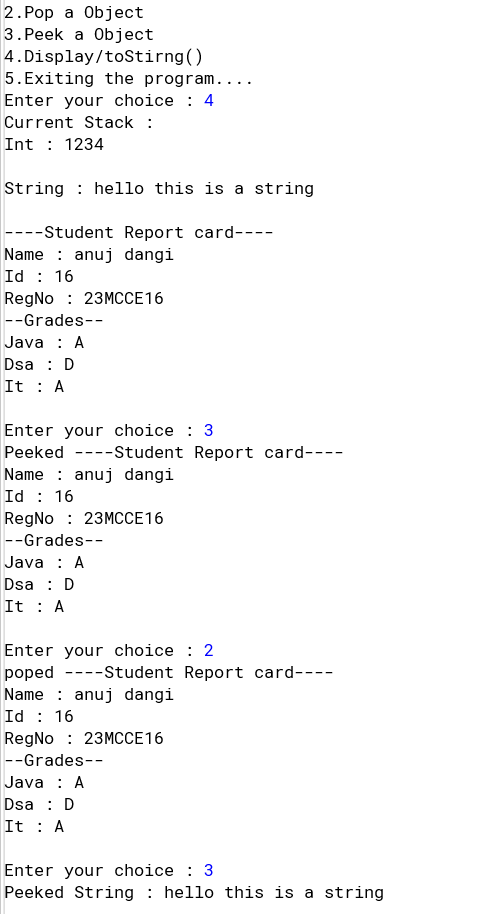 2.Pop a Object
3.Peek a Object
4.Display/toStirng()
5.Exiting the program....
Enter your choice : 4
Current Stack :
Int : 1234
String : hello this is a string
----Student Report card----
Name : anuj dangi
Id : 16
RegNo : 23MCCE16
--Grades--
Java : A
Dsa : D
It : A
Enter your choice : 3
Peeked ----Student Report card----
Name : anuj dangi
Id : 16
RegNo : 23MCCE16
--Grades--
Java : A
Dsa : D
It : A
Enter your choice : 2
poped ----Student Report card----
Name : anuj dangi
Id : 16
RegNo : 23MCCE16
--Grades--
Java : A
Dsa : D
It : A
Enter your choice : 3
Peeked String : hello this is a string